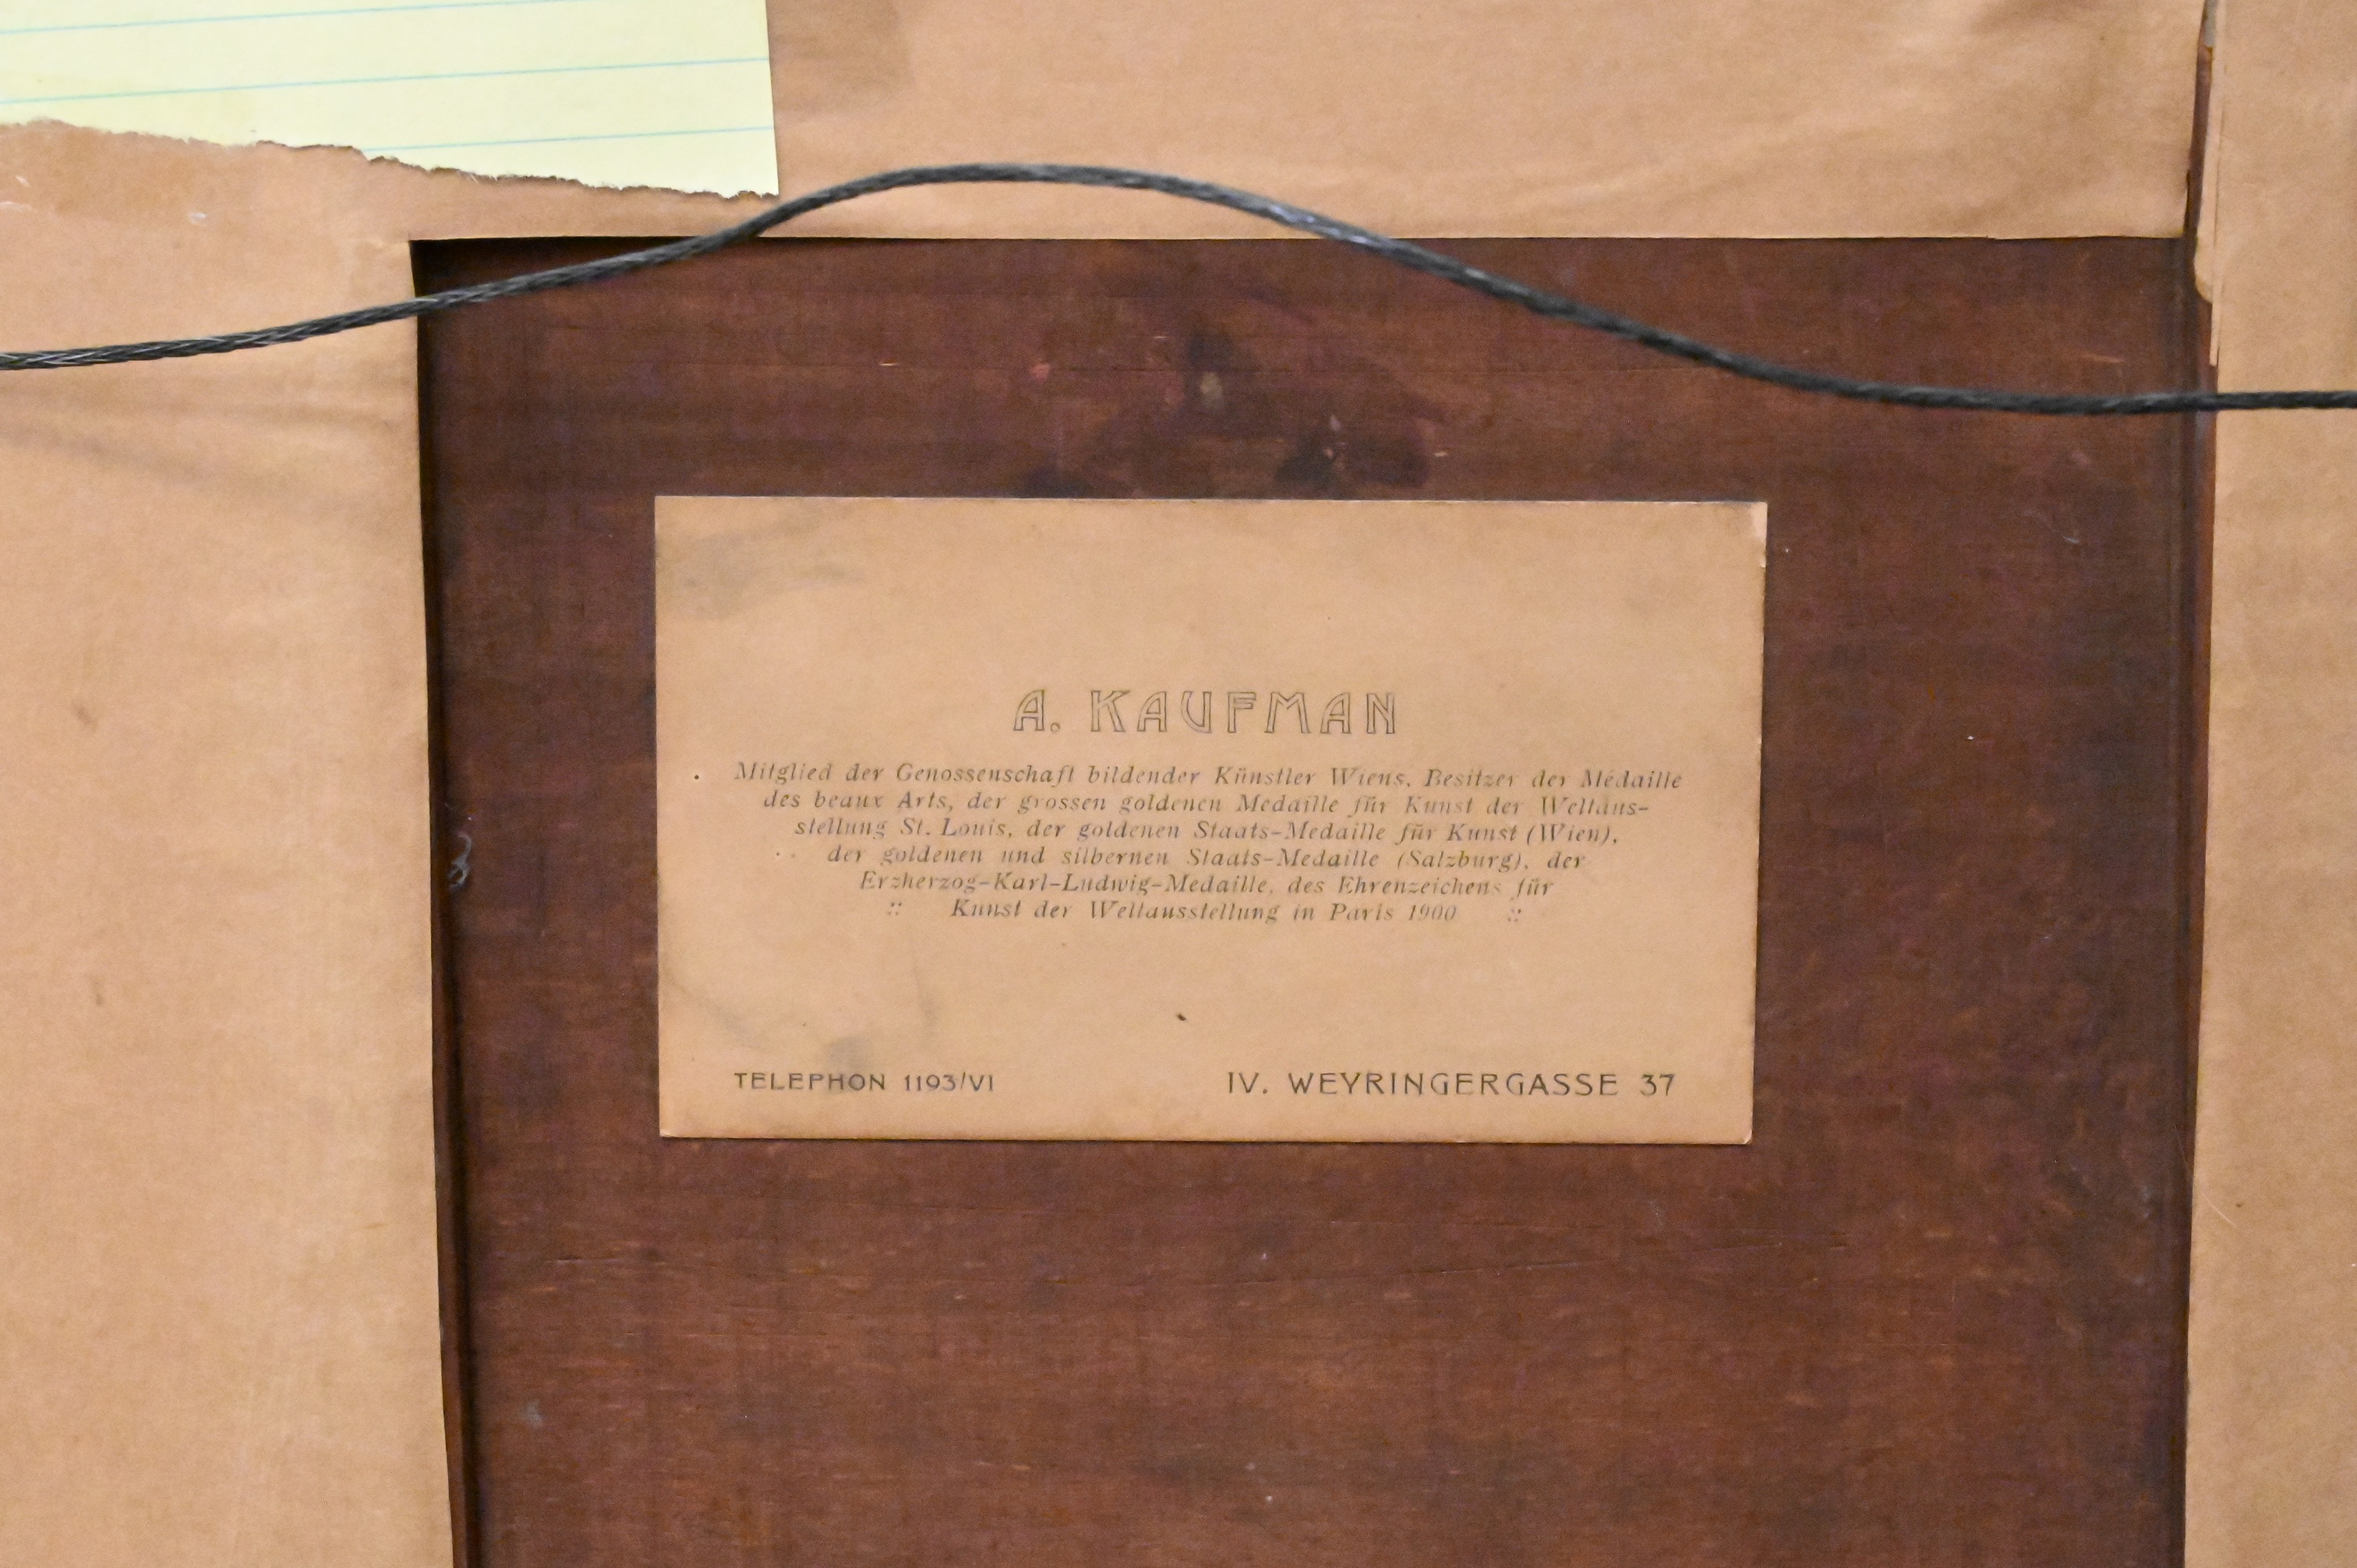 A. KAUFMAN
Mitglied der Genossenschaft bildender Künstler Wiens, Besitzer der Médaille
des beaux Arts, der grossen goldenen Medaille für Kunst der Weltaus-
stellung St. Louis, der goldenen Staats-Medaille für Kunst (Wien),
der goldenen und silbernen Staats-Medaille (Salzburg), der
Erzherzog-Karl-Ludwig-Medaille, des Ehrenzeichens für
:: Kunst der Weltausstellung in Paris 1900 ::
TELEPHON 1193/VI IV. WEYRINGERGASSE 37